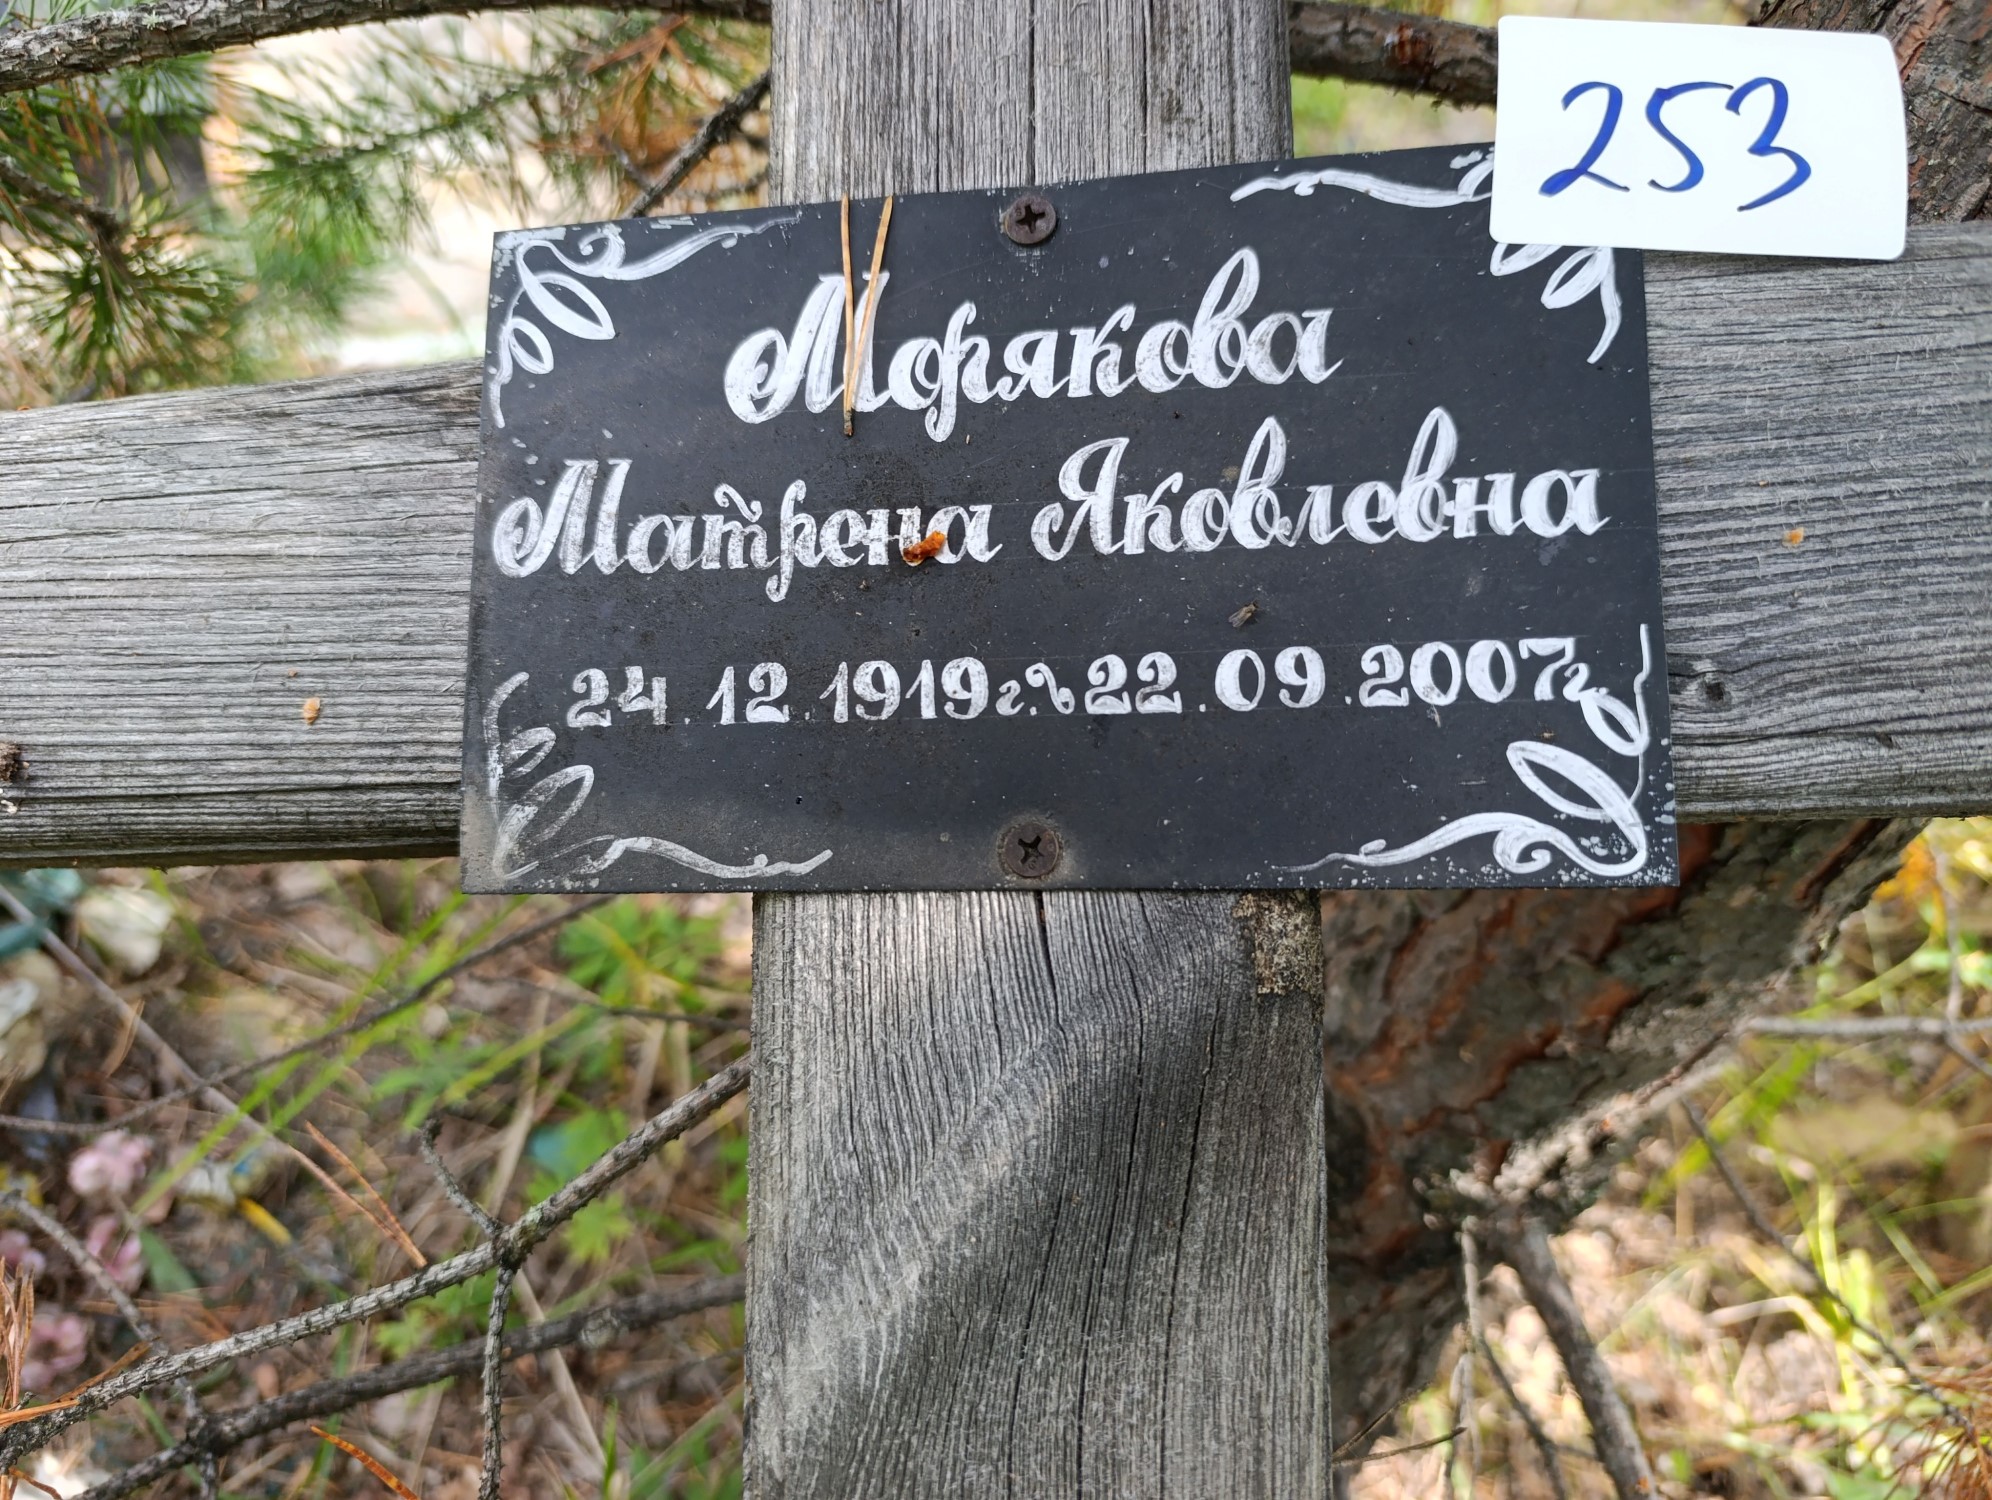 253
Морякова
Матрена Яковлевна
24.12.1919г.~22.09.2007г